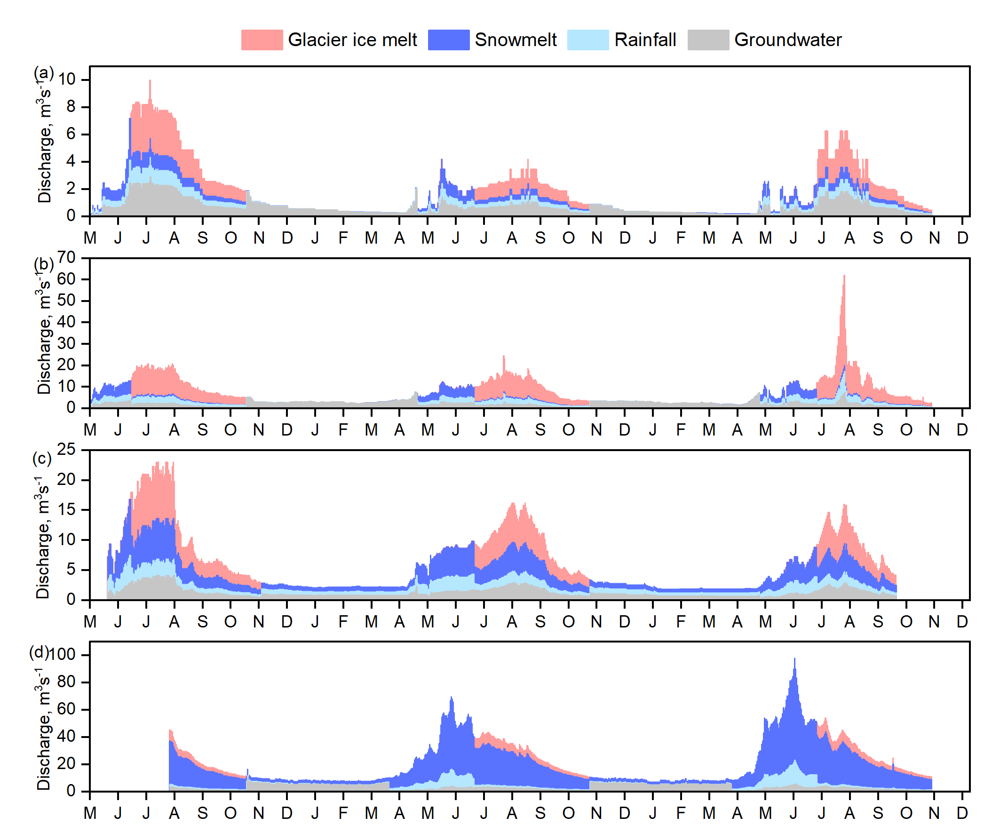 Glacier ice melt Snowmelt Rainfall Groundwater
(a)
Discharge, m³s⁻¹
10
8
6
4
2
0
M J J A S O N D J F M A M J J A S O N D J F M A M J J A S O N D
(b)
Discharge, m³s⁻¹
70
60
50
40
30
20
10
0
M J J A S O N D J F M A M J J A S O N D J F M A M J J A S O N D
(c)
Discharge, m³s⁻¹
25
20
15
10
5
0
M J J A S O N D J F M A M J J A S O N D J F M A M J J A S O N D
(d)
Discharge, m³s⁻¹
100
80
60
40
20
0
M J J A S O N D J F M A M J J A S O N D J F M A M J J A S O N D